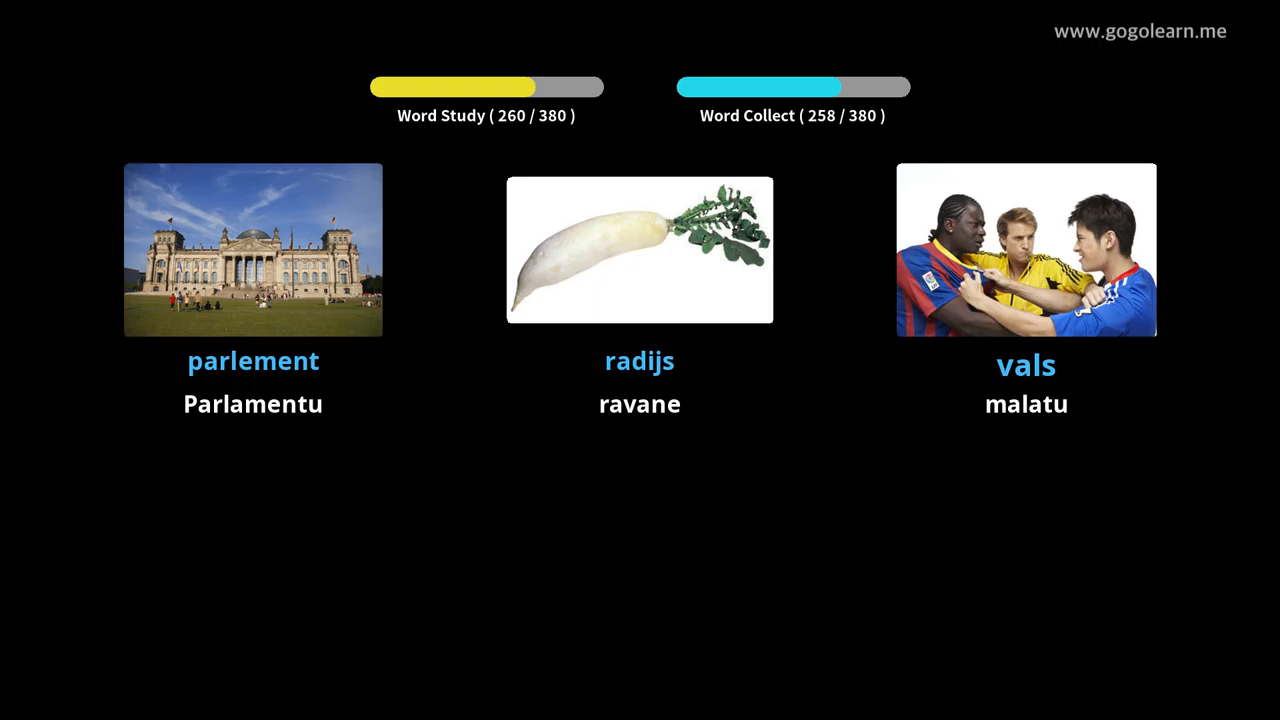 www.gogolearn.me
Word Study ( 260 / 380 )
Word Collect ( 258 / 380 )
parlement
radijs
vals
Parlamentu
ravane
malatu